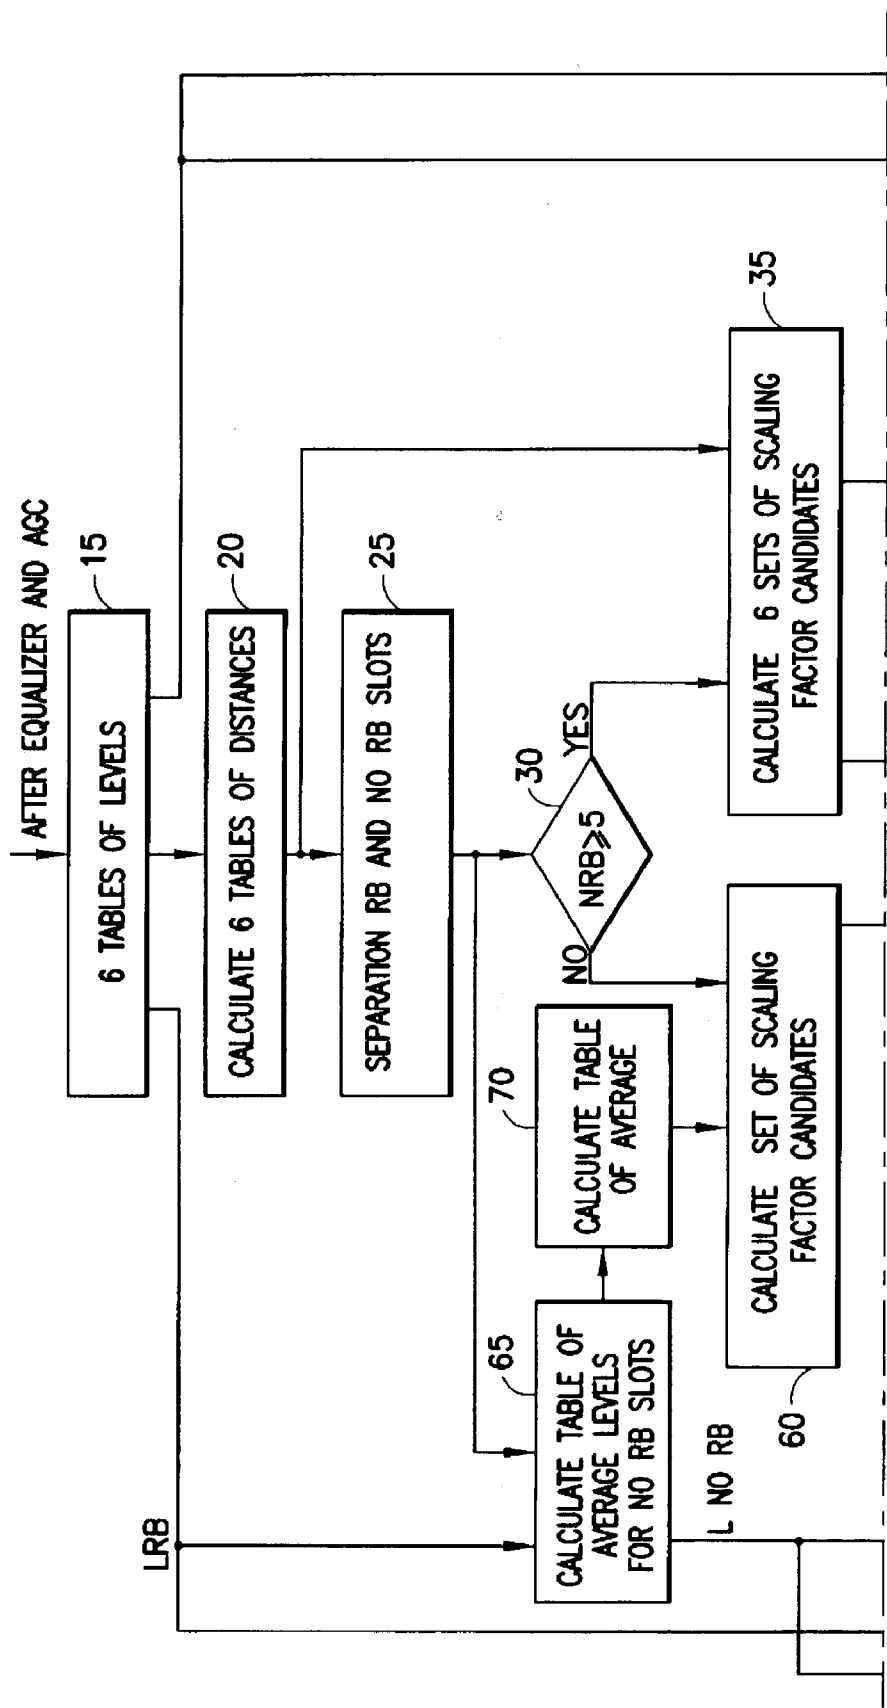 AFTER EQUALIZER AND AGC
6 TABLES OF LEVELS
15
CALCULATE 6 TABLES OF DISTANCES
20
SEPARATION RB AND NO RB SLOTS
25
LRB
NRB⩾5
30
YES
NO
CALCULATE TABLE OF
AVERAGE LEVELS
FOR NO RB SLOTS
65
CALCULATE TABLE
OF AVERAGE
70
L NO RB
CALCULATE SET OF SCALING
FACTOR CANDIDATES
60
CALCULATE 6 SETS OF SCALING
FACTOR CANDIDATES
35